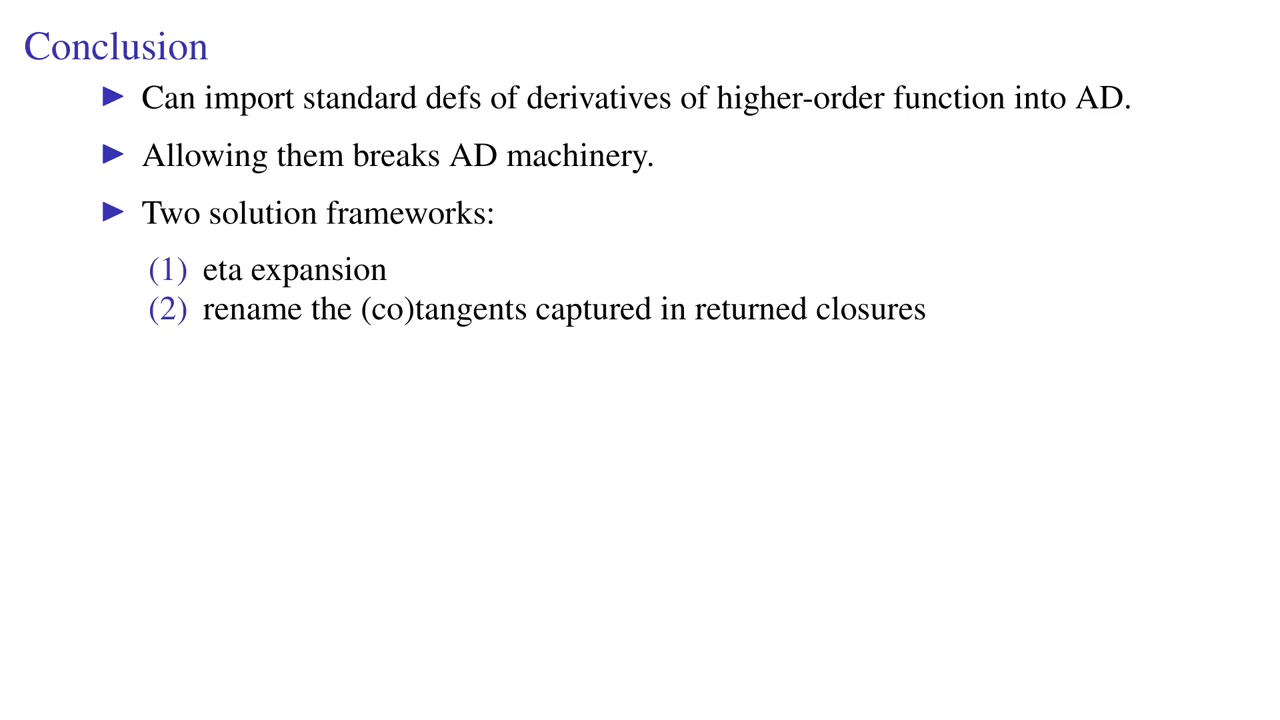 Conclusion
▶ Can import standard defs of derivatives of higher-order function into AD.
▶ Allowing them breaks AD machinery.
▶ Two solution frameworks:
(1) eta expansion
(2) rename the (co)tangents captured in returned closures